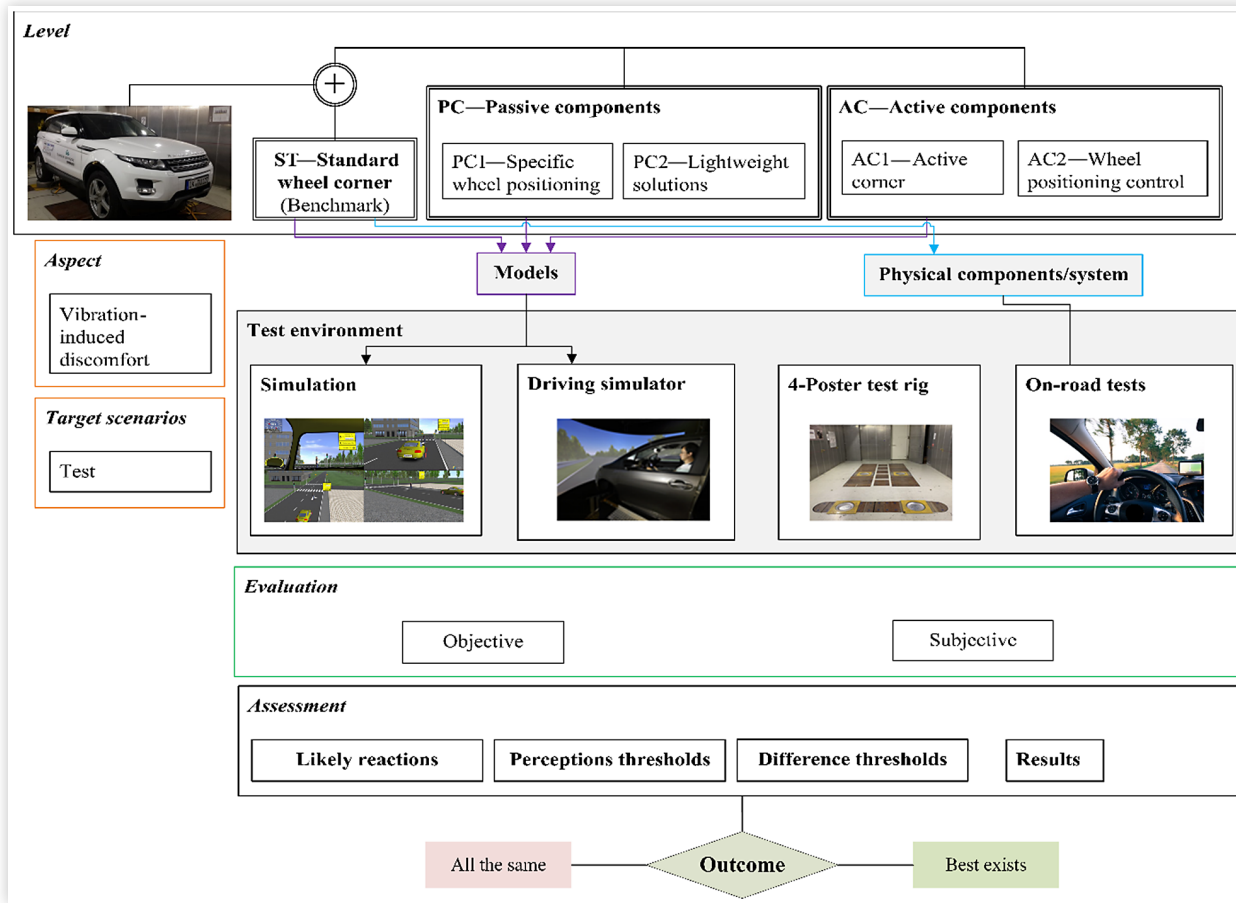 Level
PC—Passive components
AC—Active components
ST—Standard
wheel corner
(Benchmark)
PC1—Specific
wheel positioning
PC2—Lightweight
solutions
AC1—Active
corner
AC2—Wheel
positioning control
Aspect
Vibration-
induced
discomfort
Models
Physical components/system
Target scenarios
Test
Test environment
Simulation
Driving simulator
4-Poster test rig
On-road tests
Evaluation
Objective
Subjective
Assessment
Likely reactions
Perceptions thresholds
Difference thresholds
Results
All the same
Outcome
Best exists